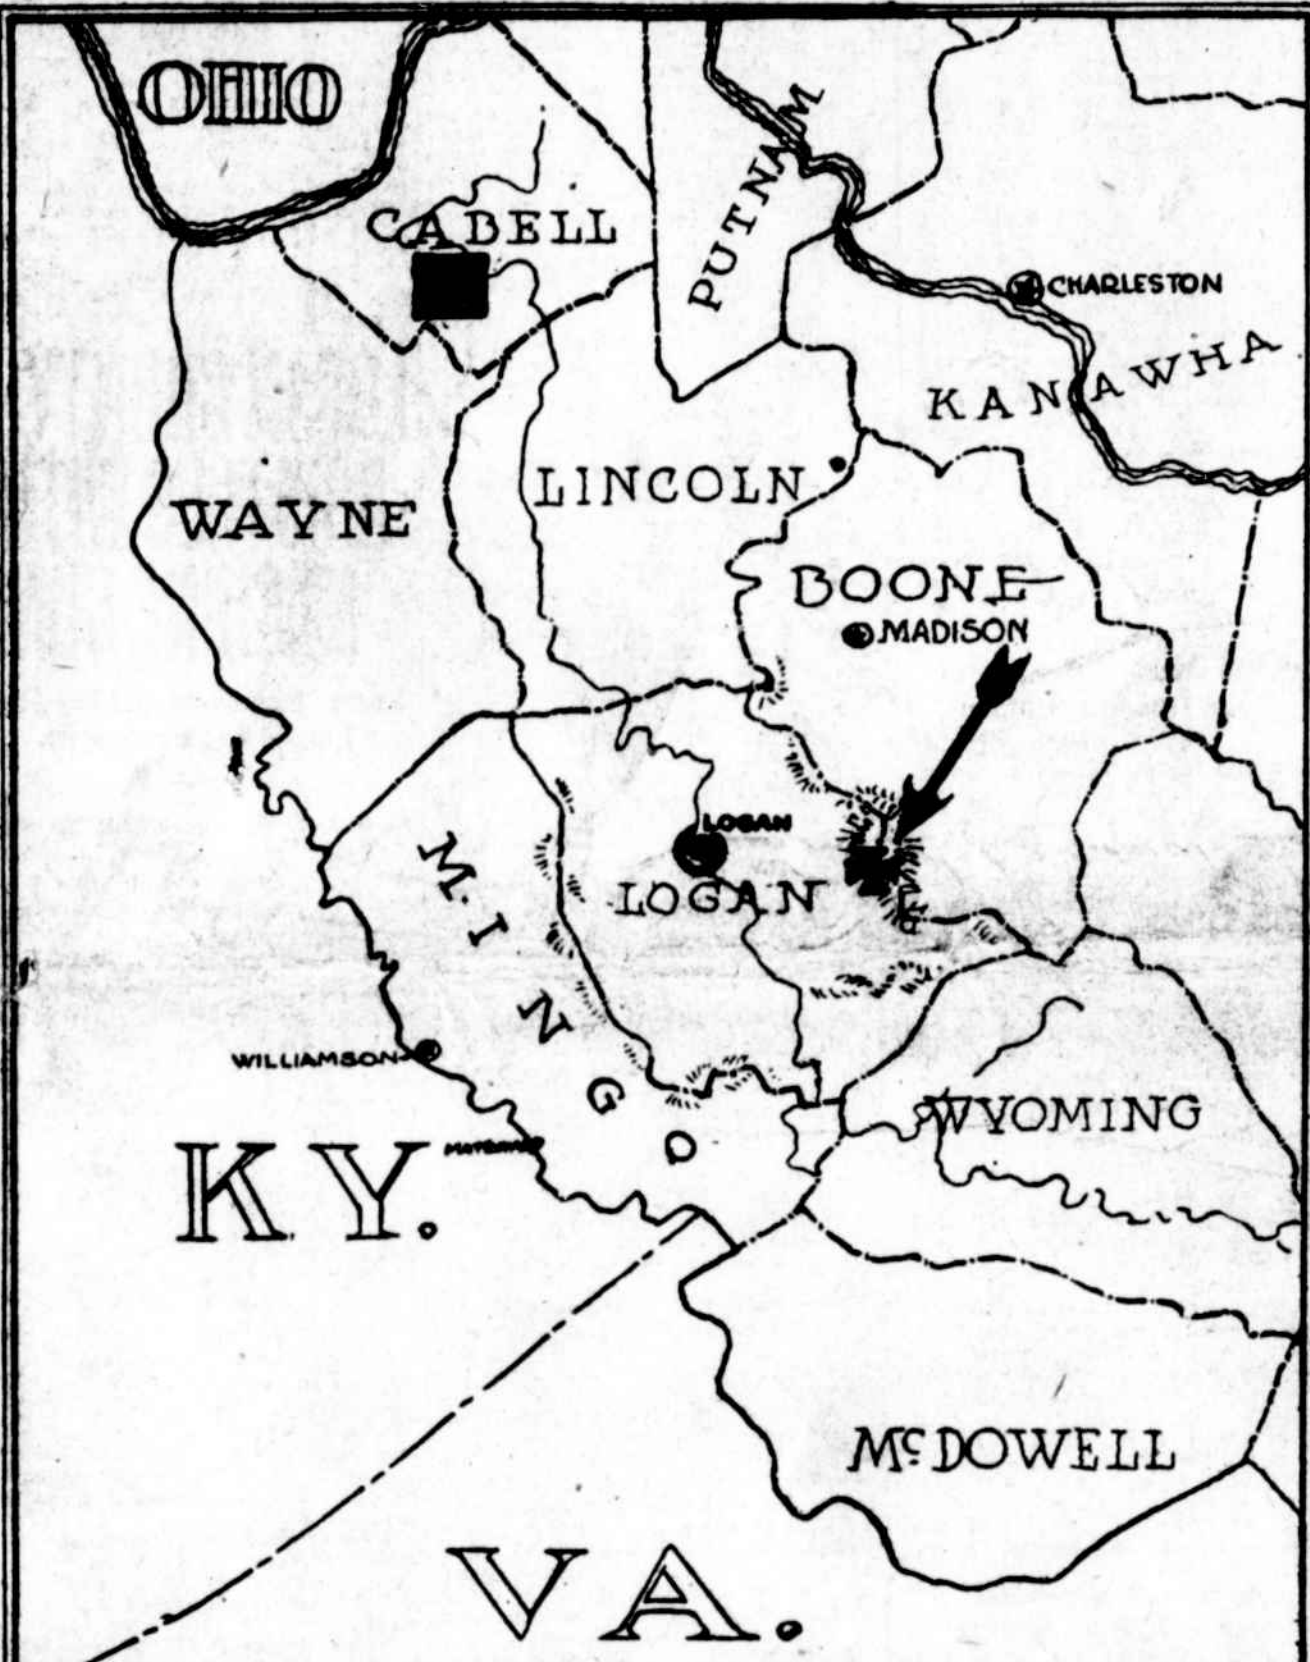 OHIO
PUTNAM
CABELL
CHARLESTON
KANAWHA
LINCOLN
WAYNE
BOONE
MADISON
LOGAN
LOGAN
MINGO
WILLIAMSON
WYOMING
KY.
McDOWELL
VA.